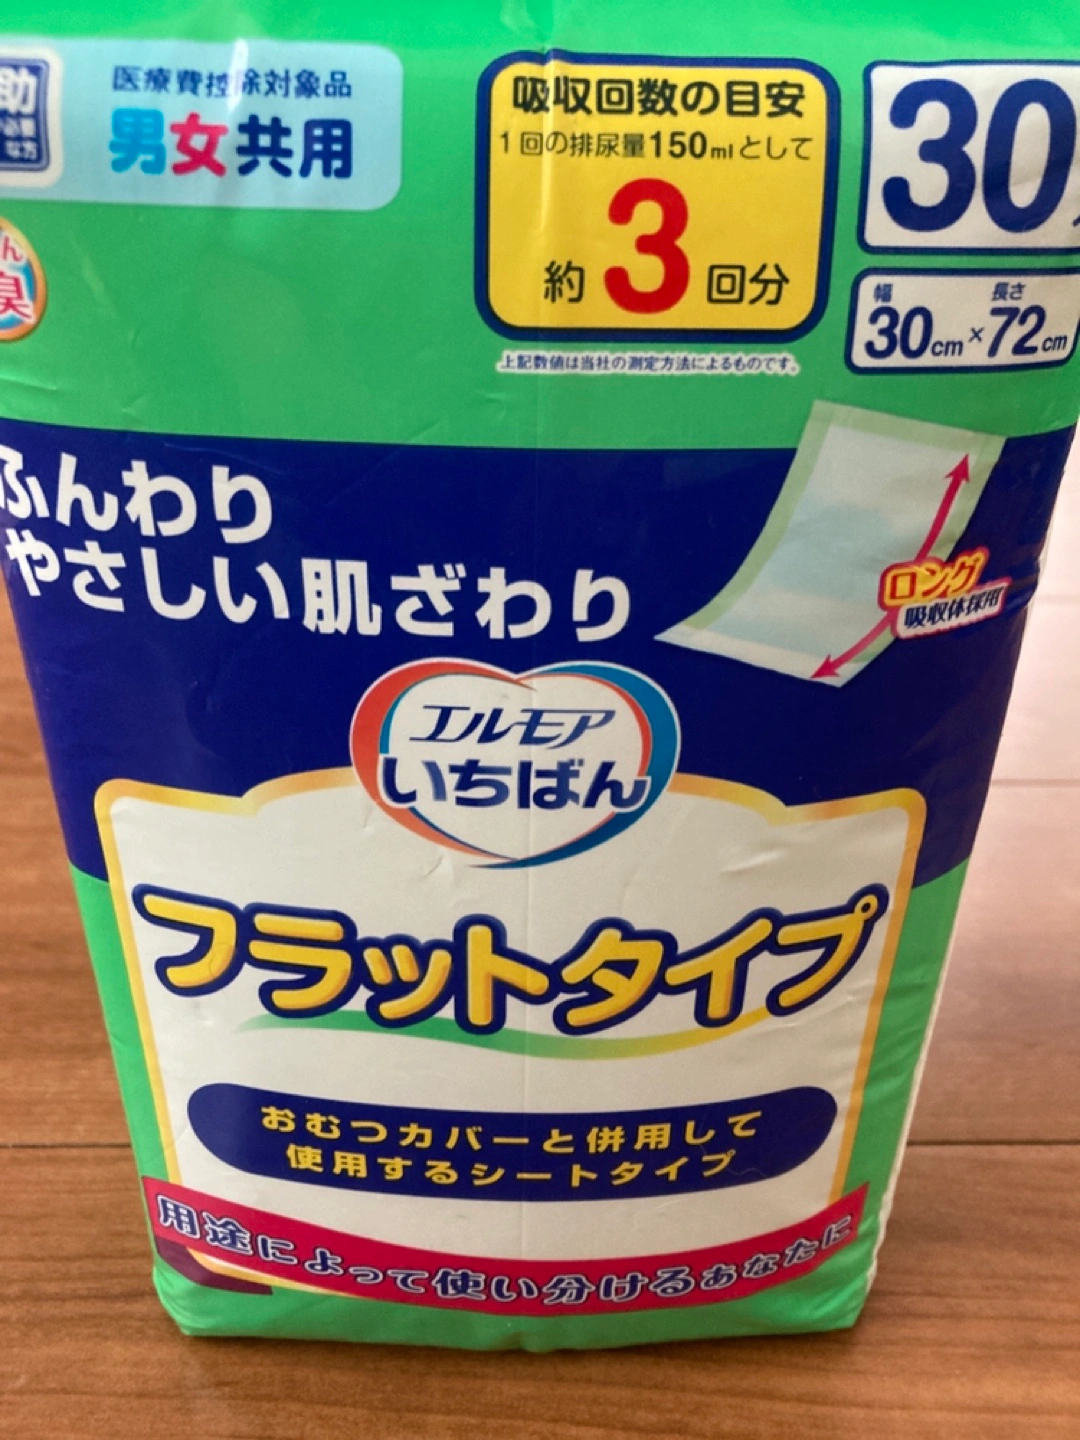 助
必要
な方
医療費控除対象品
男女共用
吸収回数の目安
1回の排尿量150mlとして
約3回分
上記数値は当社の測定方法によるものです。
30
幅 長さ
30cm×72cm
ん
臭
ふんわり
やさしい肌ざわり
ロング
吸収体採用
エルモア
いちばん
フラットタイプ
おむつカバーと併用して
使用するシートタイプ
用途によって使い分けるあなたに